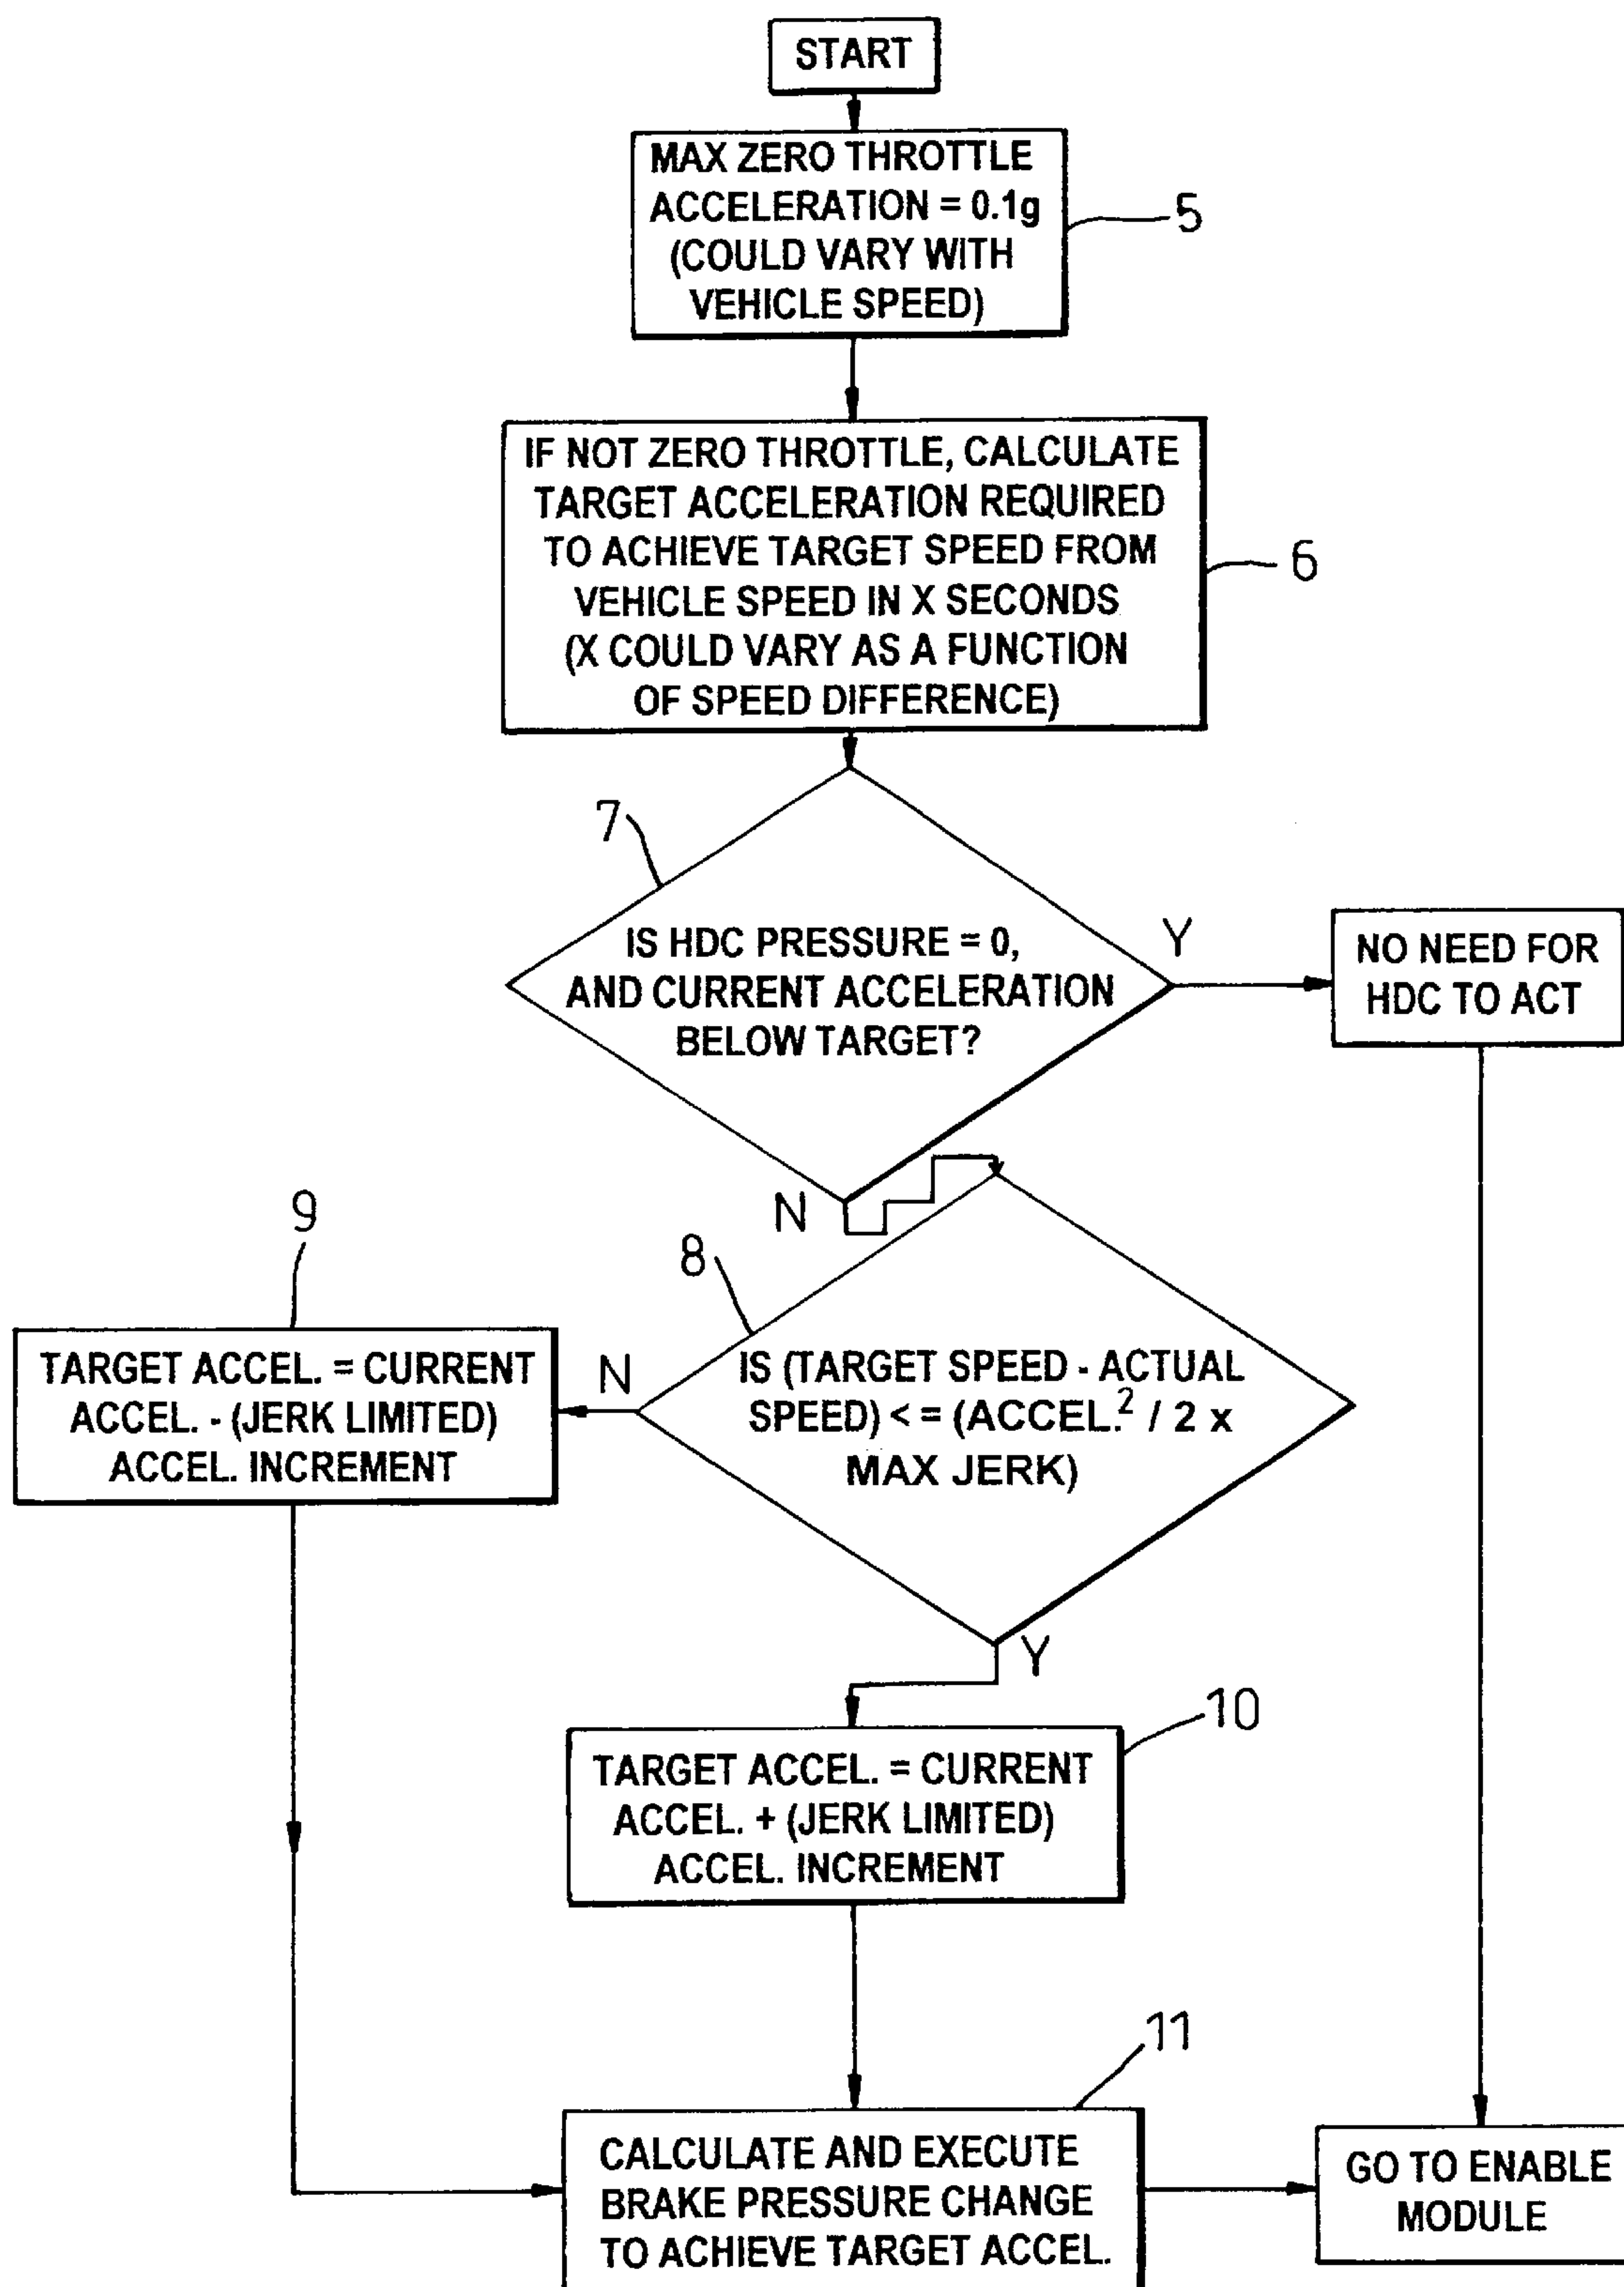 START
MAX ZERO THROTTLE
ACCELERATION = 0.1g
(COULD VARY WITH
VEHICLE SPEED)
5
IF NOT ZERO THROTTLE, CALCULATE
TARGET ACCELERATION REQUIRED
TO ACHIEVE TARGET SPEED FROM
VEHICLE SPEED IN X SECONDS
(X COULD VARY AS A FUNCTION
OF SPEED DIFFERENCE)
6
7
IS HDC PRESSURE = 0,
AND CURRENT ACCELERATION
BELOW TARGET?
Y
NO NEED FOR
HDC TO ACT
N
8
IS (TARGET SPEED - ACTUAL
SPEED) < = (ACCEL.² / 2 x
MAX JERK)
N
9
TARGET ACCEL. = CURRENT
ACCEL. - (JERK LIMITED)
ACCEL. INCREMENT
Y
10
TARGET ACCEL. = CURRENT
ACCEL. + (JERK LIMITED)
ACCEL. INCREMENT
11
CALCULATE AND EXECUTE
BRAKE PRESSURE CHANGE
TO ACHIEVE TARGET ACCEL.
GO TO ENABLE
MODULE